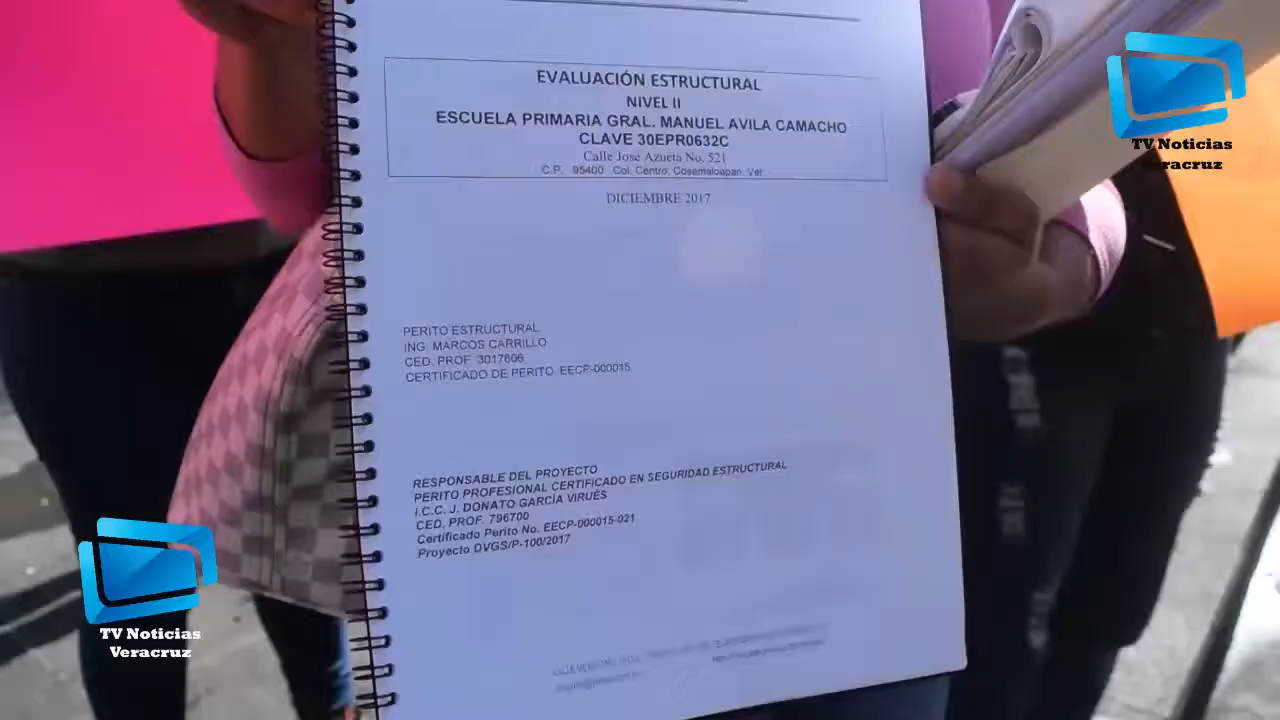 EVALUACIÓN ESTRUCTURAL
NIVEL II
ESCUELA PRIMARIA GRAL. MANUEL AVILA CAMACHO
CLAVE 30EPR0632C
Calle José Azueta No. 521
C.P. 95400 Col. Centro, Cosamaloapan, Ver
DICIEMBRE 2017
PERITO ESTRUCTURAL
ING. MARCOS CARRILLO
CED. PROF. 3017606
CERTIFICADO DE PERITO. EECP-000015
RESPONSABLE DEL PROYECTO
PERITO PROFESIONAL CERTIFICADO EN SEGURIDAD ESTRUCTURAL
I.C.C. J. DONATO GARCÍA VIRUÉS
CED. PROF. 796700
Certificado Perito No. EECP-000015-021
Proyecto DVGS/P-100/2017
TV Noticias
racruz
TV Noticias
Veracruz